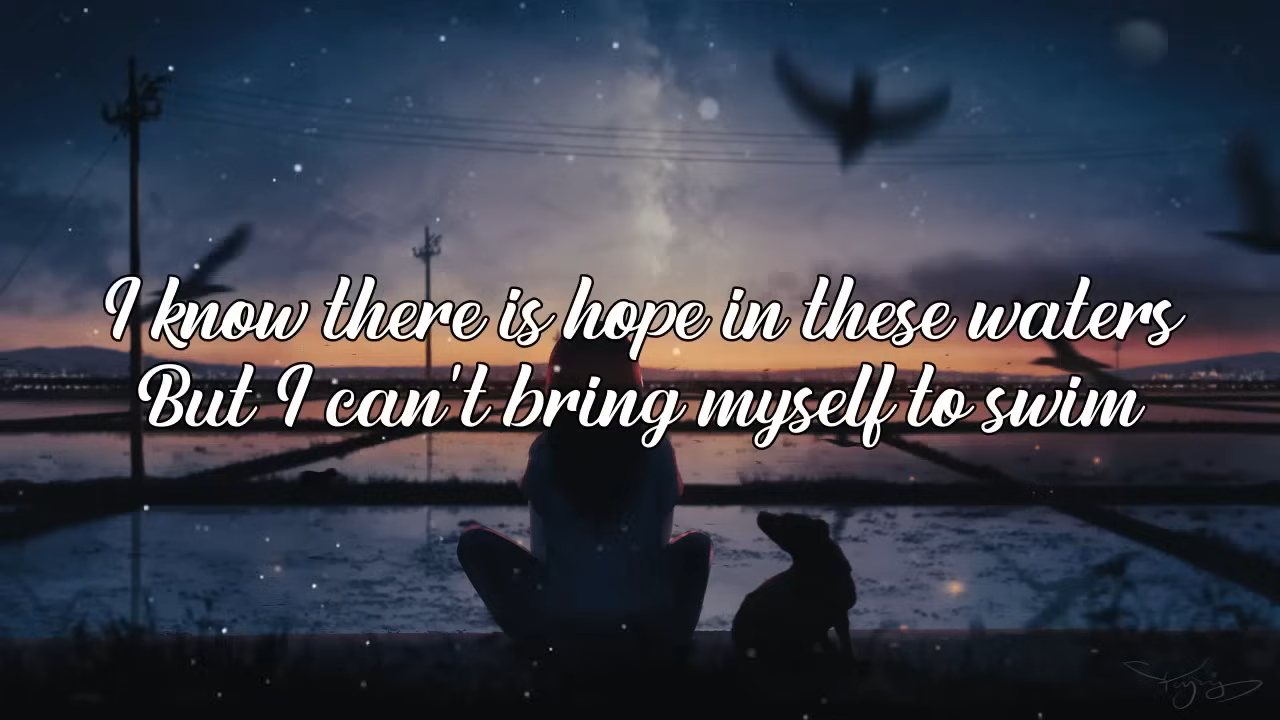 I know there is hope in these waters
But I can't bring myself to swim